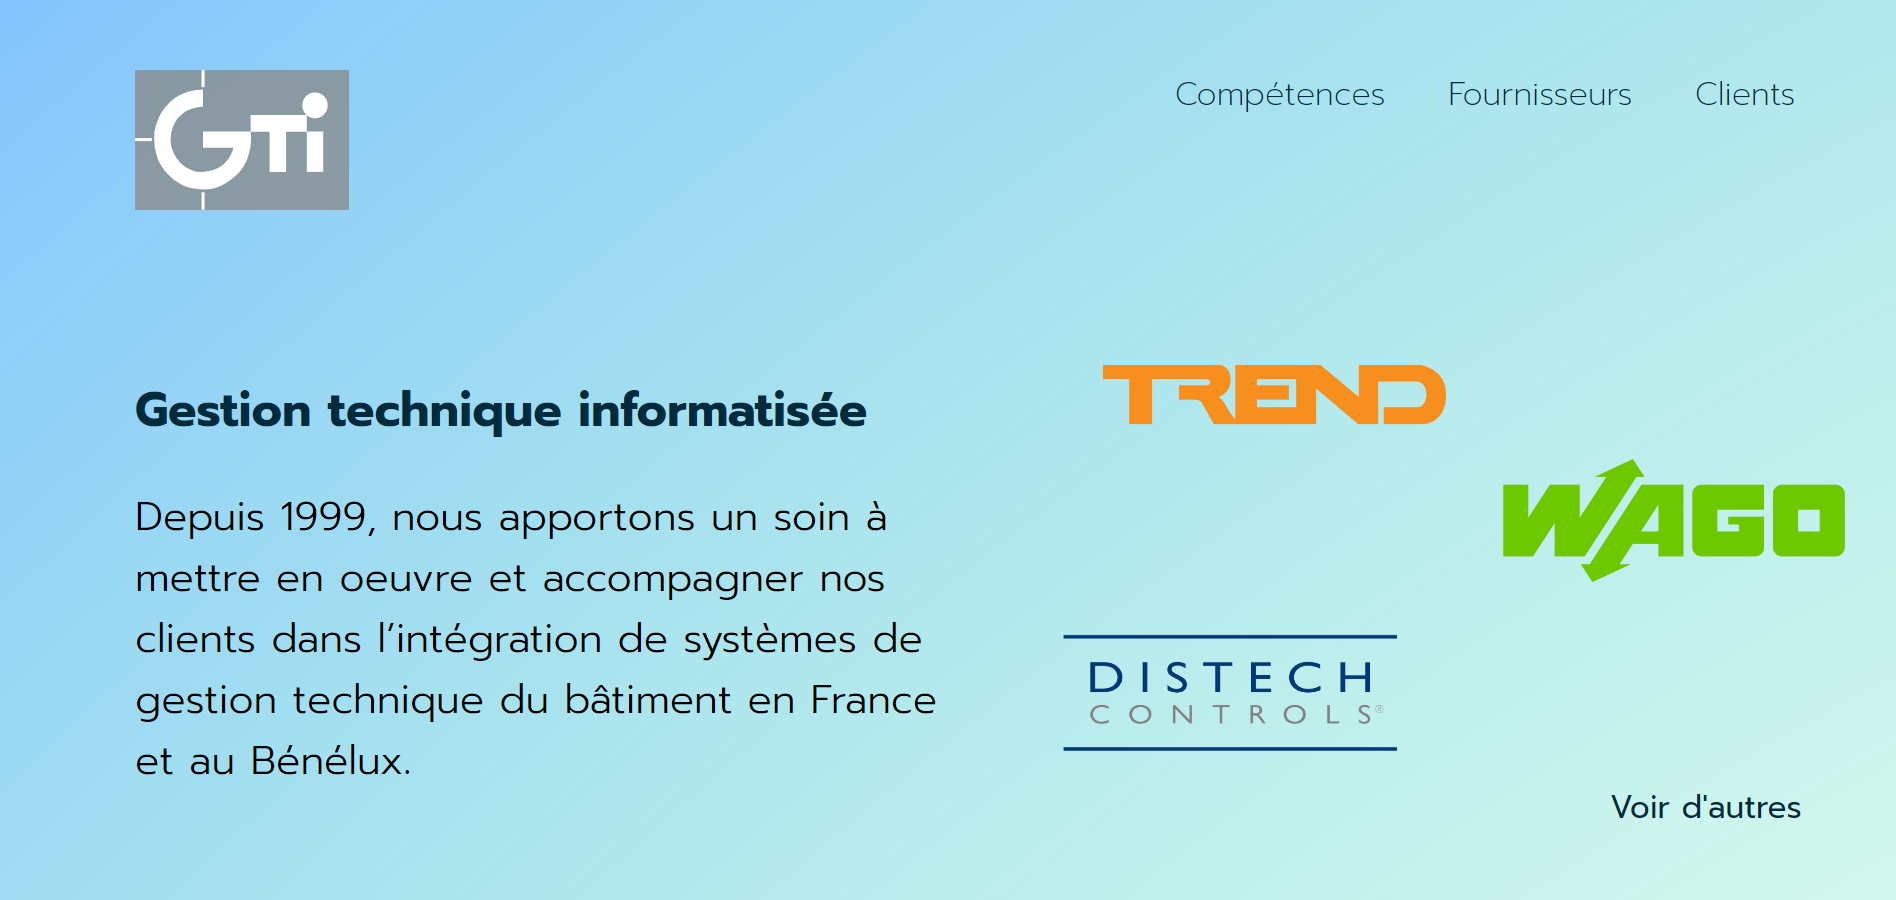 GTi
Compétences
Fournisseurs
Clients
Gestion technique informatisée
Depuis 1999, nous apportons un soin à
mettre en oeuvre et accompagner nos
clients dans l’intégration de systèmes de
gestion technique du bâtiment en France
et au Bénélux.
TREND
WAGO
DISTECH
CONTROLS®
Voir d'autres